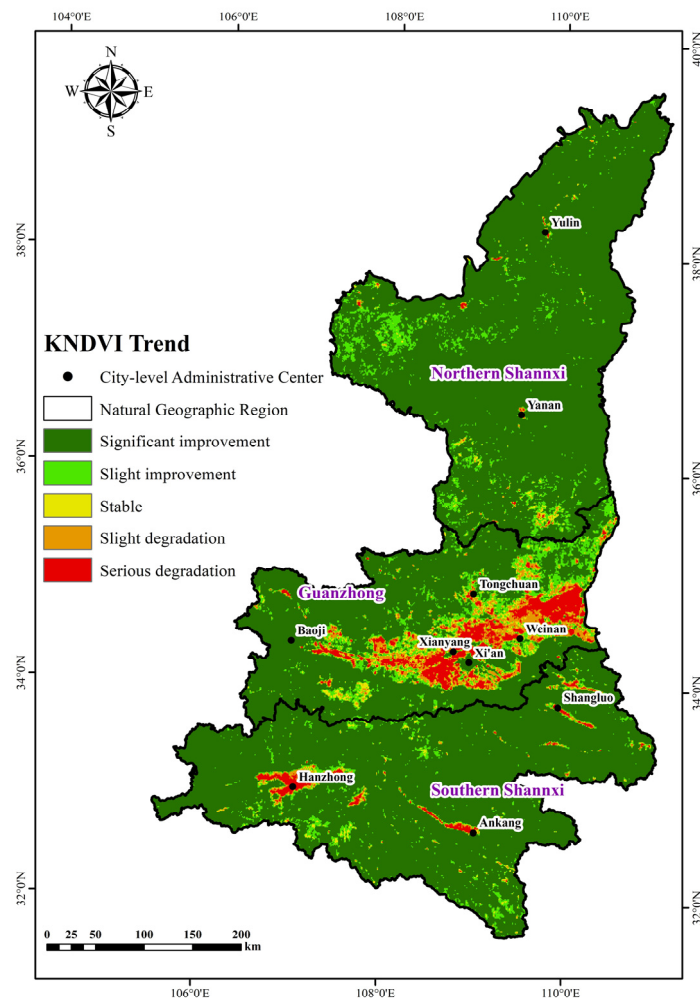 104°0'E 106°0'E 108°0'E 110°0'E
40°0'N
N
W E
S
Yulin
38°0'N
38°0'N
KNDVI Trend
City-level Administrative Center
Natural Geographic Region
Significant improvement
Slight improvement
Stable
Slight degradation
Serious degradation
Northern Shannxi
Yanan
36°0'N
36°0'N
Guanzhong
Tongchuan
Baoji
Xianyang
Weinan
Xi'an
34°0'N
34°0'N
Shangluo
Hanzhong
Southern Shannxi
Ankang
32°0'N
32°0'N
0 25 50 100 150 200
km
106°0'E 108°0'E 110°0'E